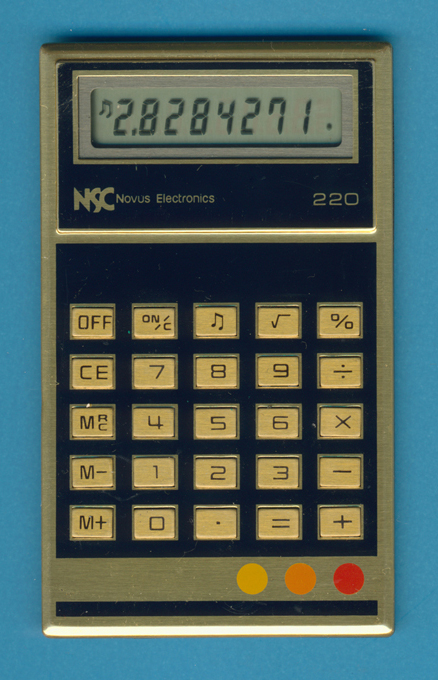 ♫2.8284271.
NSC Novus Electronics 220
OFF ON/C ♫ √ %
CE 7 8 9 ÷
MRC 4 5 6 X
M- 1 2 3 -
M+ 0 . = +